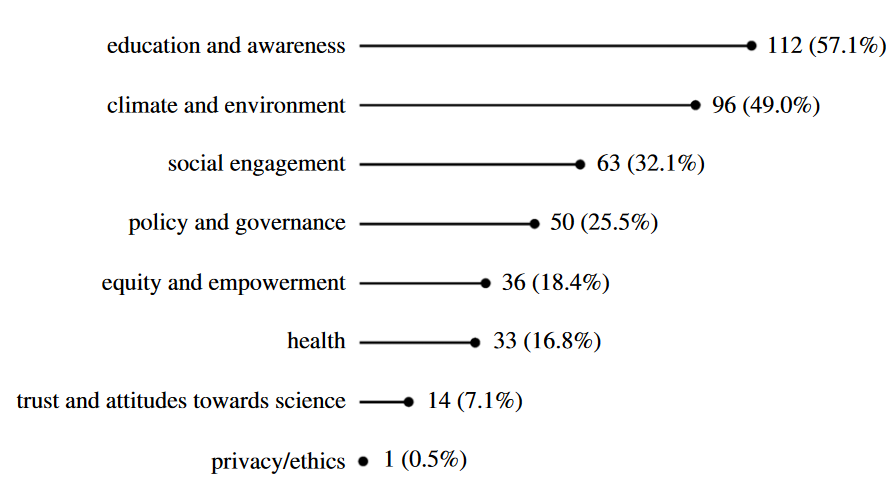 education and awareness 112 (57.1%)
climate and environment 96 (49.0%)
social engagement 63 (32.1%)
policy and governance 50 (25.5%)
equity and empowerment 36 (18.4%)
health 33 (16.8%)
trust and attitudes towards science 14 (7.1%)
privacy/ethics 1 (0.5%)